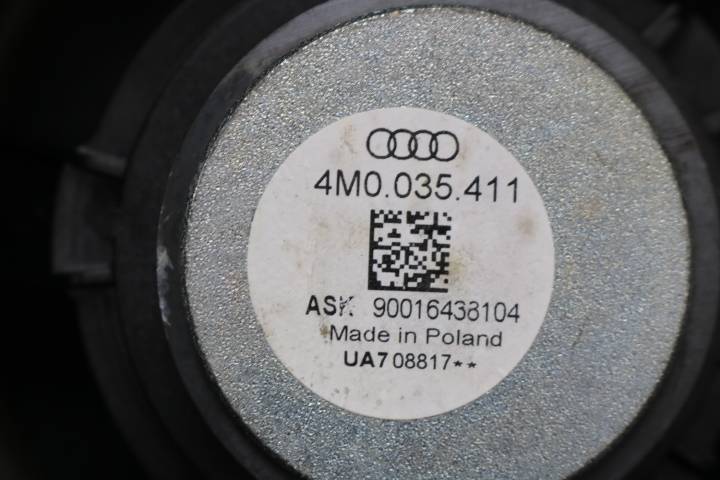 4M0.035.411
ASK 90016438104
Made in Poland
UA7 08817**